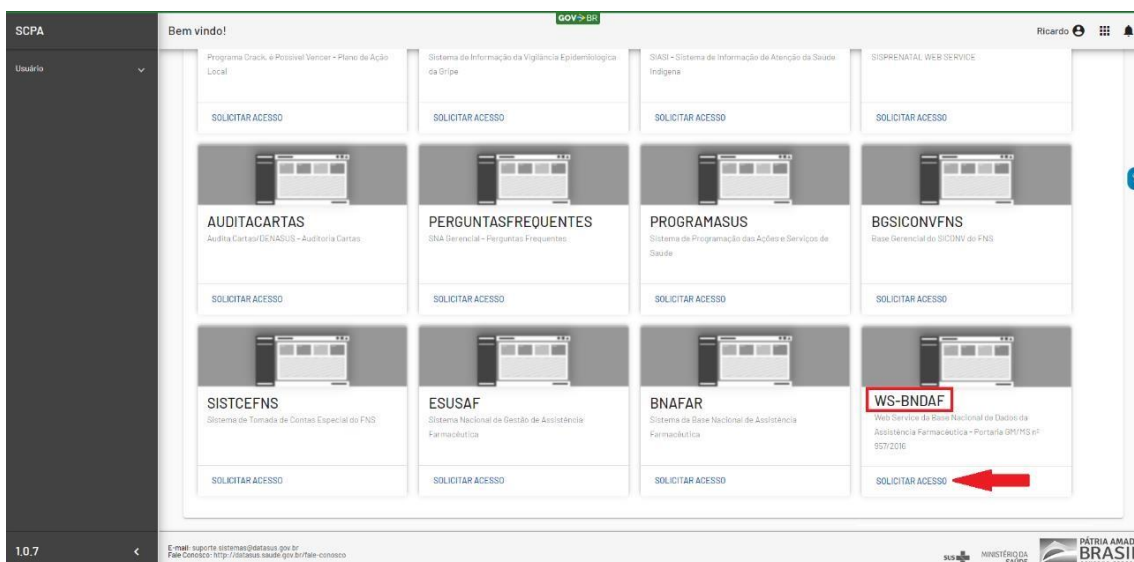 GOV BR
SCPA
Bem vindo!
Ricardo
Usuário
Programa Crack, é Possível Vencer - Plano de Ação
Local
SOLICITAR ACESSO
Sistema de Informação da Vigilância Epidemiológica
da Gripe
SOLICITAR ACESSO
SIASI - Sistema de Informação de Atenção da Saúde
Indígena
SOLICITAR ACESSO
SISPRENATAL WEB SERVICE
SOLICITAR ACESSO
AUDITACARTAS
Audita Cartas/DENASUS - Auditoria Cartas
SOLICITAR ACESSO
PERGUNTASFREQUENTES
SNA Gerencial - Perguntas Frequentes
SOLICITAR ACESSO
PROGRAMASUS
Sistema de Programação das Ações e Serviços de
Saúde
SOLICITAR ACESSO
BGSICONVFNS
Base Gerencial do SICONV do FNS
SOLICITAR ACESSO
SISTCEFNS
Sistema de Tomada de Contas Especial do FNS
SOLICITAR ACESSO
ESUSAF
Sistema Nacional de Gestão de Assistência
Farmacêutica
SOLICITAR ACESSO
BNAFAR
Sistema da Base Nacional de Assistência
Farmacêutica
SOLICITAR ACESSO
WS-BNDAF
Web Service da Base Nacional de Dados da
Assistência Farmacêutica - Portaria GM/MS nº
957/2016
SOLICITAR ACESSO
1.0.7
E-mail: suporte.sistemas@datasus.gov.br
Fale Conosco: http://datasus.saude.gov.br/fale-conosco
SUS
MINISTÉRIO DA
SAÚDE
PÁTRIA AMAD
BRASI